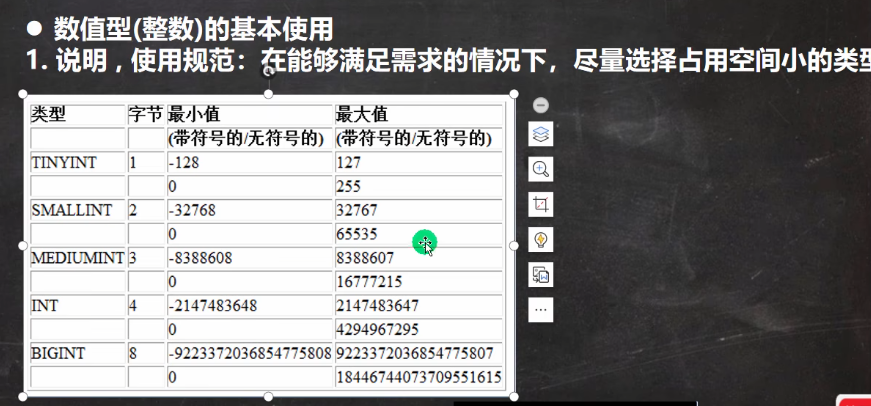 ● 数值型(整数)的基本使用
1. 说明，使用规范：在能够满足需求的情况下，尽量选择占用空间小的类型
类型 字节 最小值 最大值
(带符号的/无符号的) (带符号的/无符号的)
TINYINT 1 -128 127
0 255
SMALLINT 2 -32768 32767
0 65535
MEDIUMINT 3 -8388608 8388607
0 16777215
INT 4 -2147483648 2147483647
0 4294967295
BIGINT 8 -9223372036854775808 9223372036854775807
0 18446744073709551615